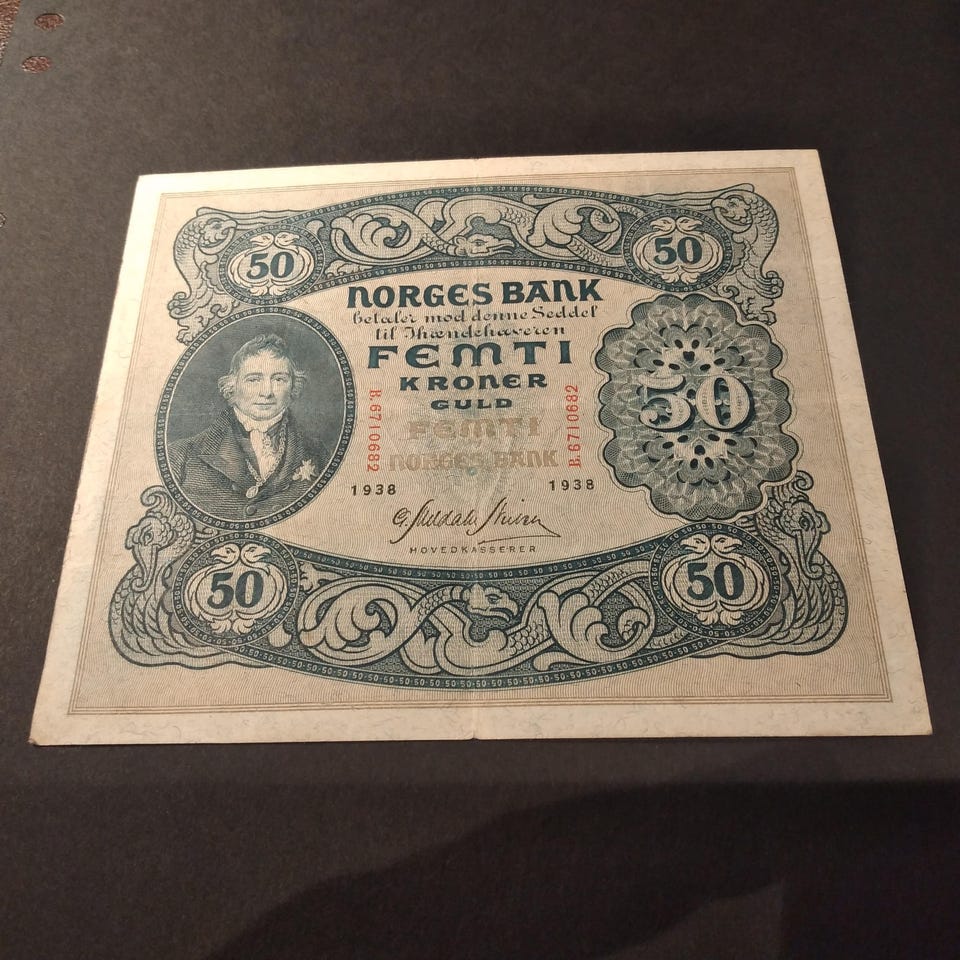 50 50
NORGES BANK
betaler mod denne Seddel
til Ihændehaveren
FEMTI
KRONER
GULD
FEMTI
NORGES BANK
B.6710682
B.6710682
50
1938 1938
HOVEDKASSERER
50 50